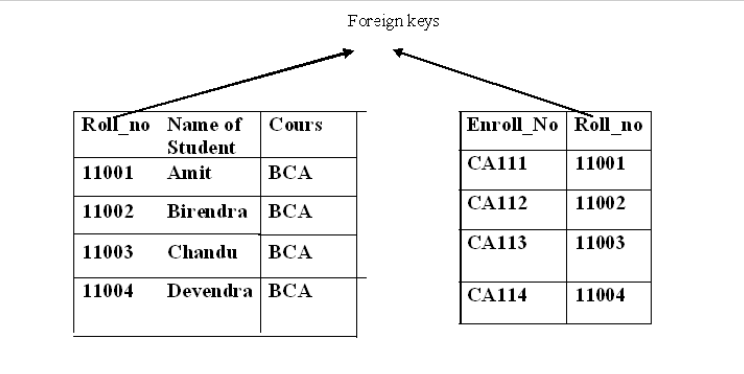 Foreign keys
Roll_no Name of Student Cours
11001 Amit BCA
11002 Birendra BCA
11003 Chandu BCA
11004 Devendra BCA
Enroll_No Roll_no
CA111 11001
CA112 11002
CA113 11003
CA114 11004